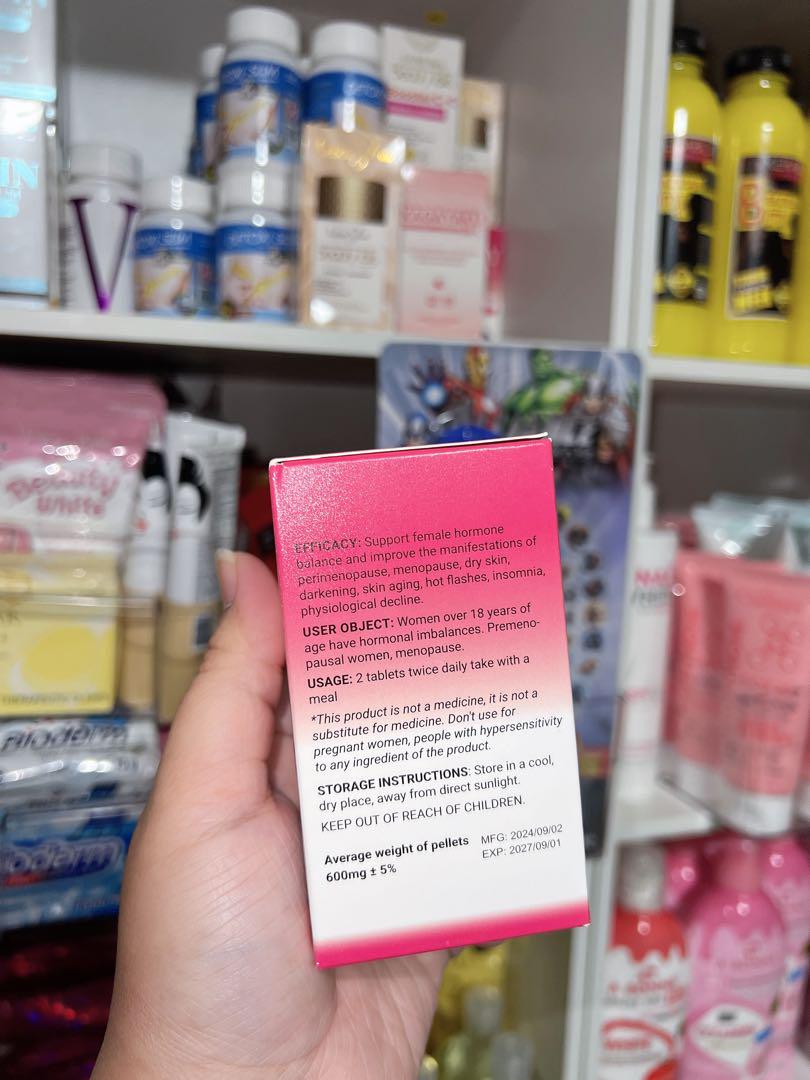 Beauty
White
EFFICACY: Support female hormone
balance and improve the manifestations of
perimenopause, menopause, dry skin,
darkening, skin aging, hot flashes, insomnia,
physiological decline.
USER OBJECT: Women over 18 years of
age have hormonal imbalances. Premeno-
pausal women, menopause.
USAGE: 2 tablets twice daily take with a
meal
*This product is not a medicine, it is not a
substitute for medicine. Don't use for
pregnant women, people with hypersensitivity
to any ingredient of the product.
STORAGE INSTRUCTIONS: Store in a cool,
dry place, away from direct sunlight.
KEEP OUT OF REACH OF CHILDREN.
Average weight of pellets
600mg ± 5%
MFG: 2024/09/02
EXP: 2027/09/01